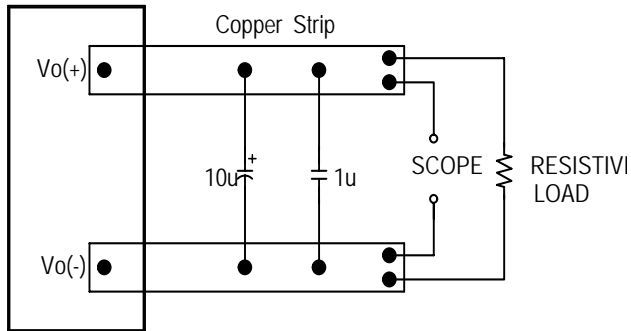 Copper Strip
Vo(+)
+
10u
1u
SCOPE
RESISTIVE
LOAD
Vo(-)